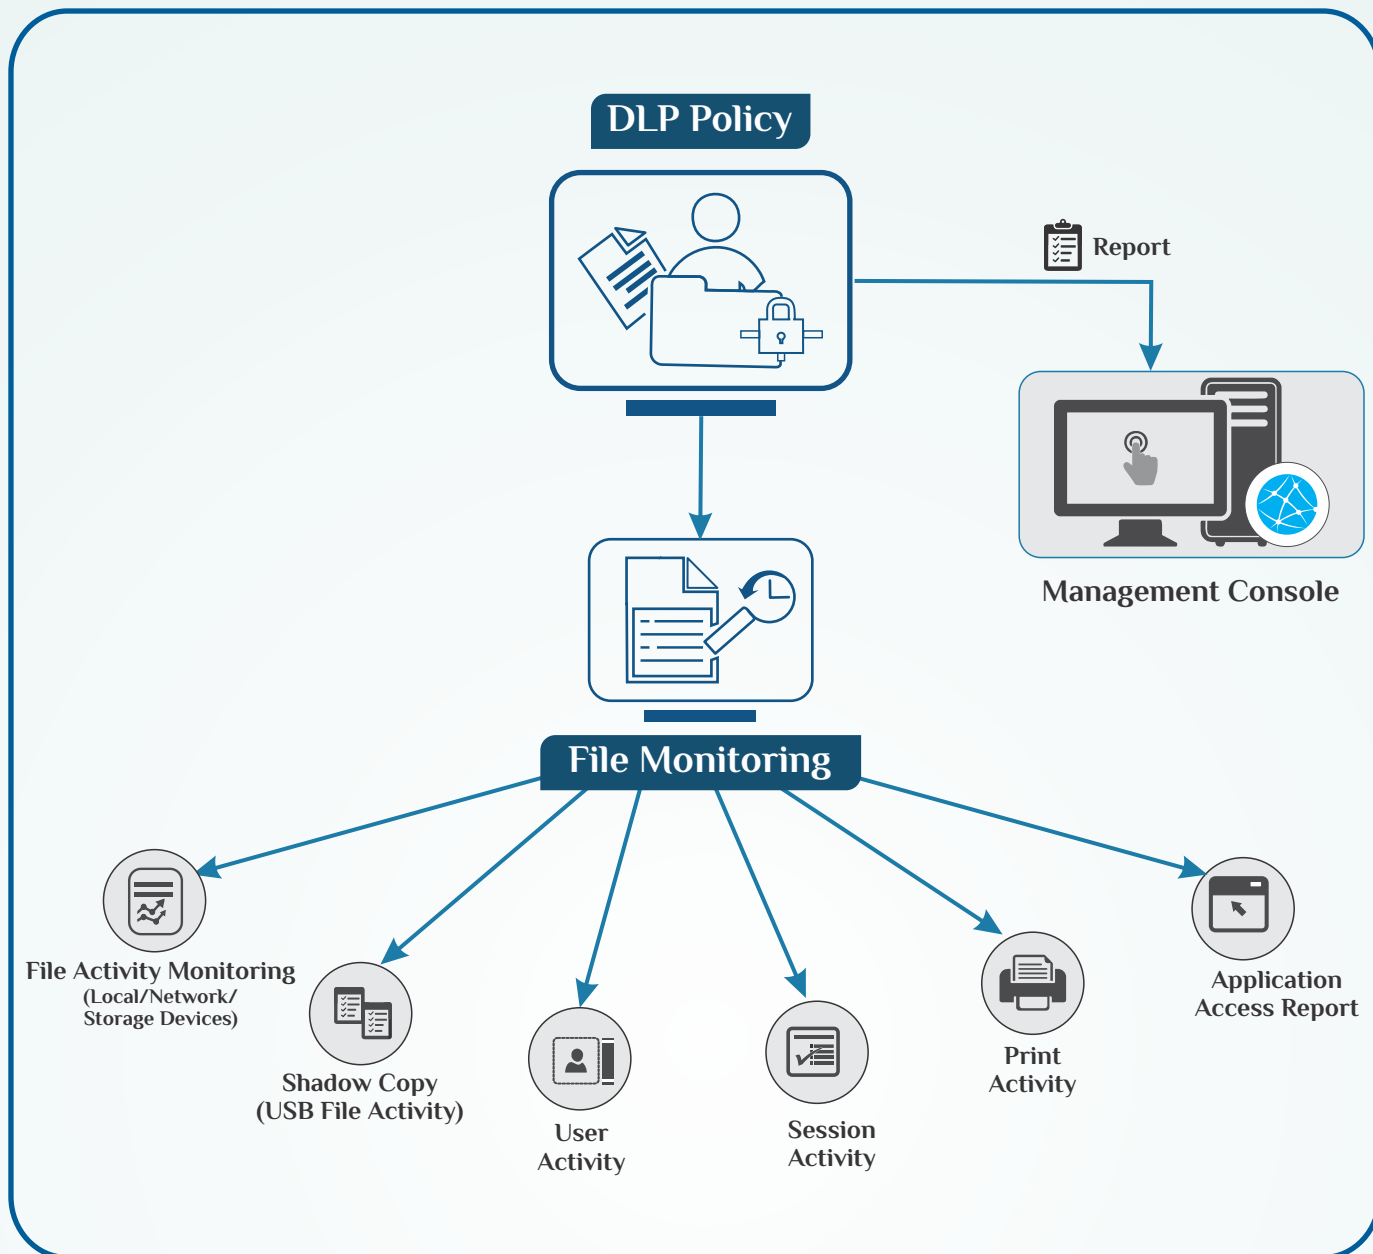 DLP Policy
Report
Management Console
File Monitoring
File Activity Monitoring
(Local/Network/
Storage Devices)
Shadow Copy
(USB File Activity)
User
Activity
Session
Activity
Print
Activity
Application
Access Report